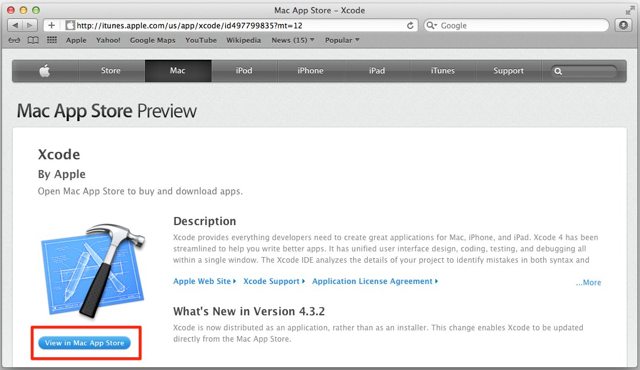 Mac App Store – Xcode
http://itunes.apple.com/us/app/xcode/id497799835?mt=12
Google
Apple Yahoo! Google Maps YouTube Wikipedia News (15) Popular
Store Mac iPod iPhone iPad iTunes Support
Mac App Store Preview
Xcode
By Apple
Open Mac App Store to buy and download apps.
Description
Xcode provides everything developers need to create great applications for Mac, iPhone, and iPad. Xcode 4 has been
streamlined to help you write better apps. It has unified user interface design, coding, testing, and debugging all
within a single window. The Xcode IDE analyzes the details of your project to identify mistakes in both syntax and
Apple Web Site Xcode Support Application License Agreement ...More
What's New in Version 4.3.2
Xcode is now distributed as an application, rather than as an installer. This change enables Xcode to be updated
directly from the Mac App Store.
View in Mac App Store